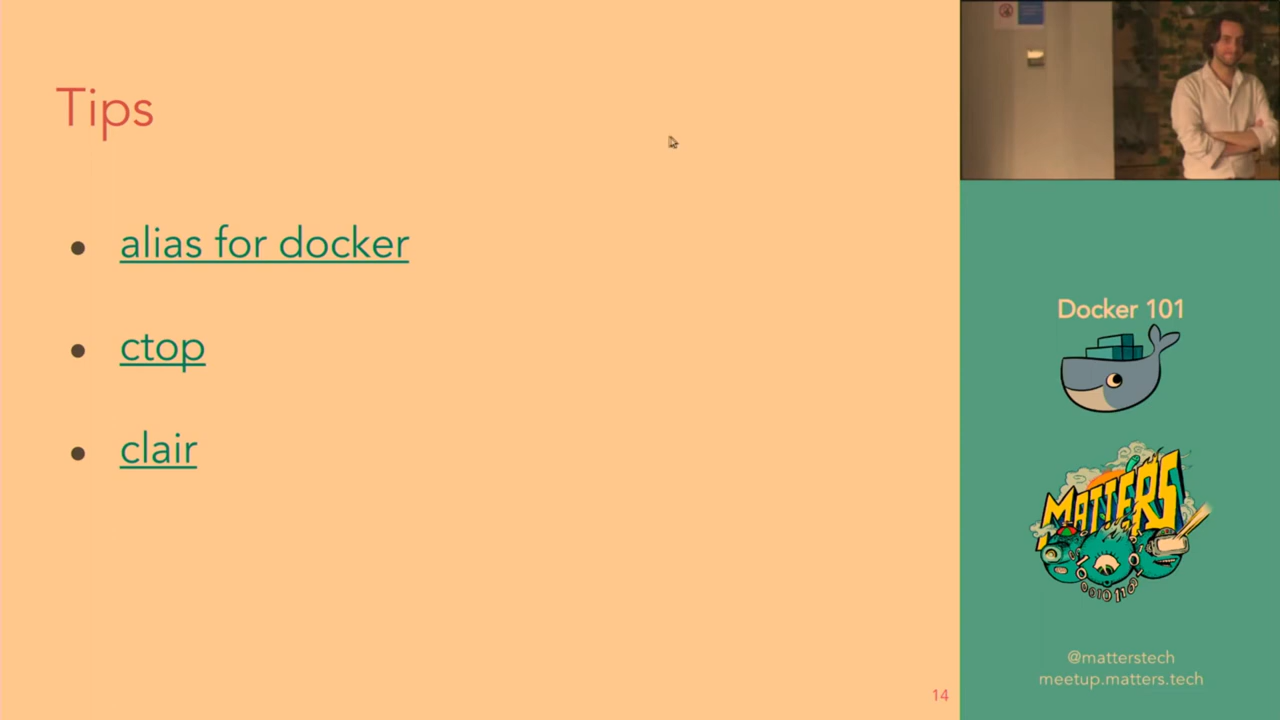 Tips
alias for docker
ctop
clair
14
Docker 101
MATTERS
@matterstech
meetup.matters.tech